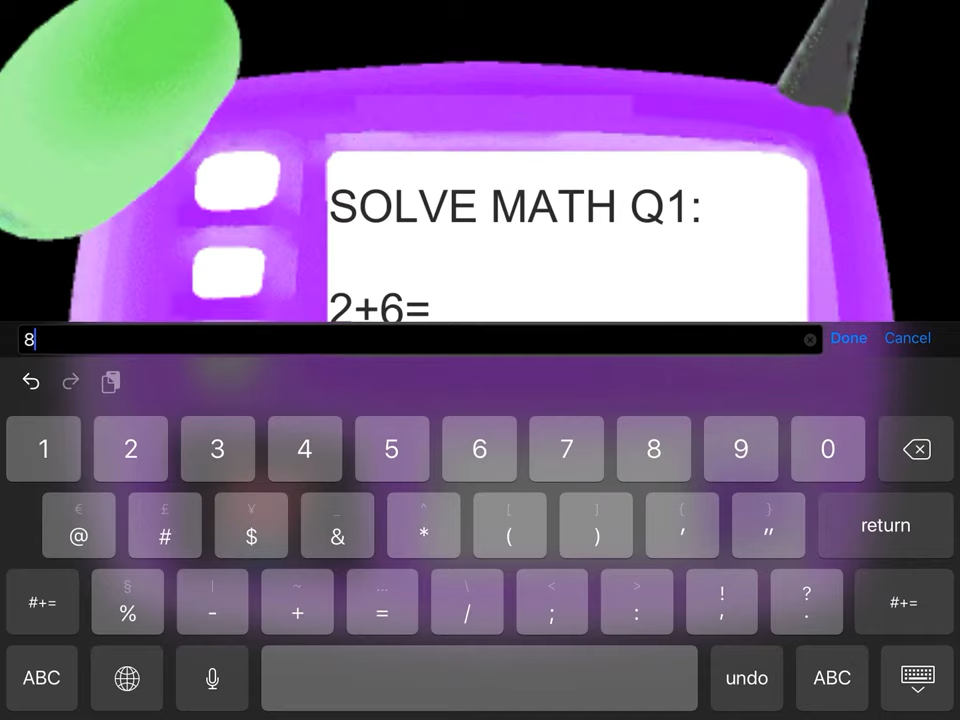 SOLVE MATH Q1:
2+6=
8
Done Cancel
1 2 3 4 5 6 7 8 9 0
€ £ ¥ _ ^ [ ] { }
@ # $ & * ( ) ' " return
§ | ~ … \ < > ! ?
#+= % - + = / ; : , . #+=
ABC undo ABC